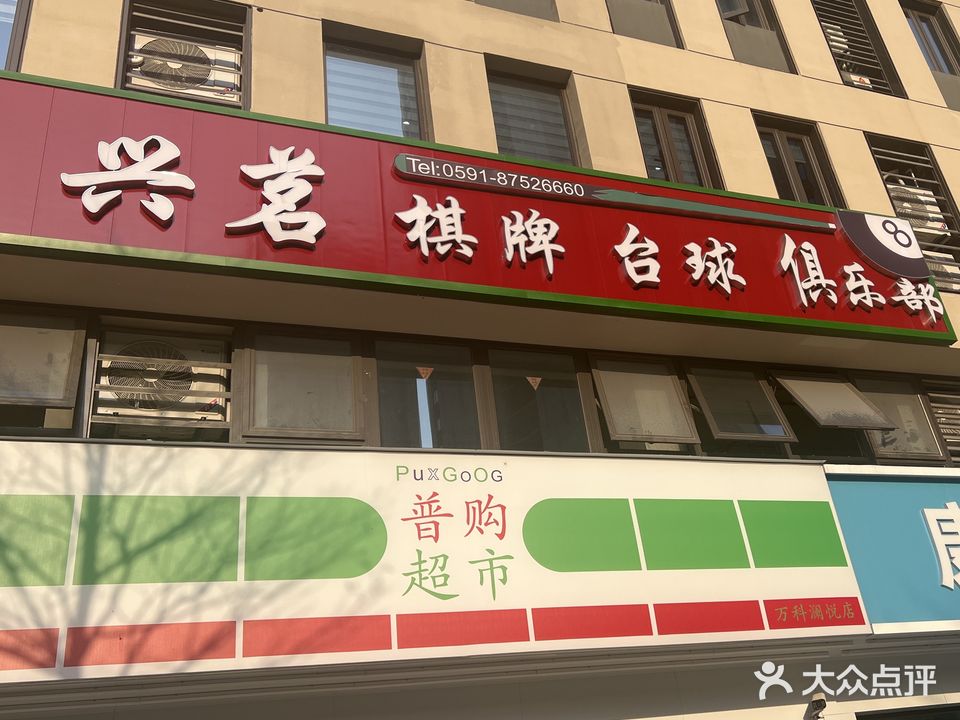 Tel:0591-87526660
兴茗 棋牌 台球 俱乐部
8
PuXGoOG
普购
超市
万科澜悦店
大众点评